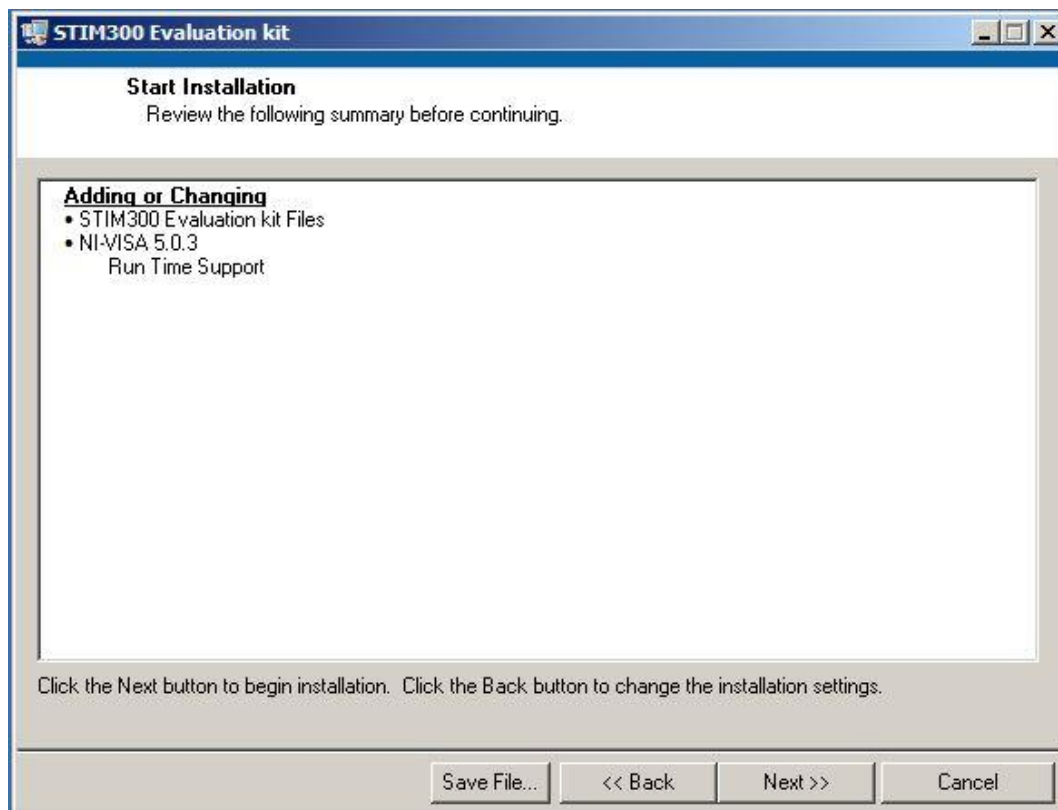 STIM300 Evaluation kit
Start Installation
Review the following summary before continuing.
Adding or Changing
• STIM300 Evaluation kit Files
• NI-VISA 5.0.3
Run Time Support
Click the Next button to begin installation. Click the Back button to change the installation settings.
Save File... << Back Next >> Cancel